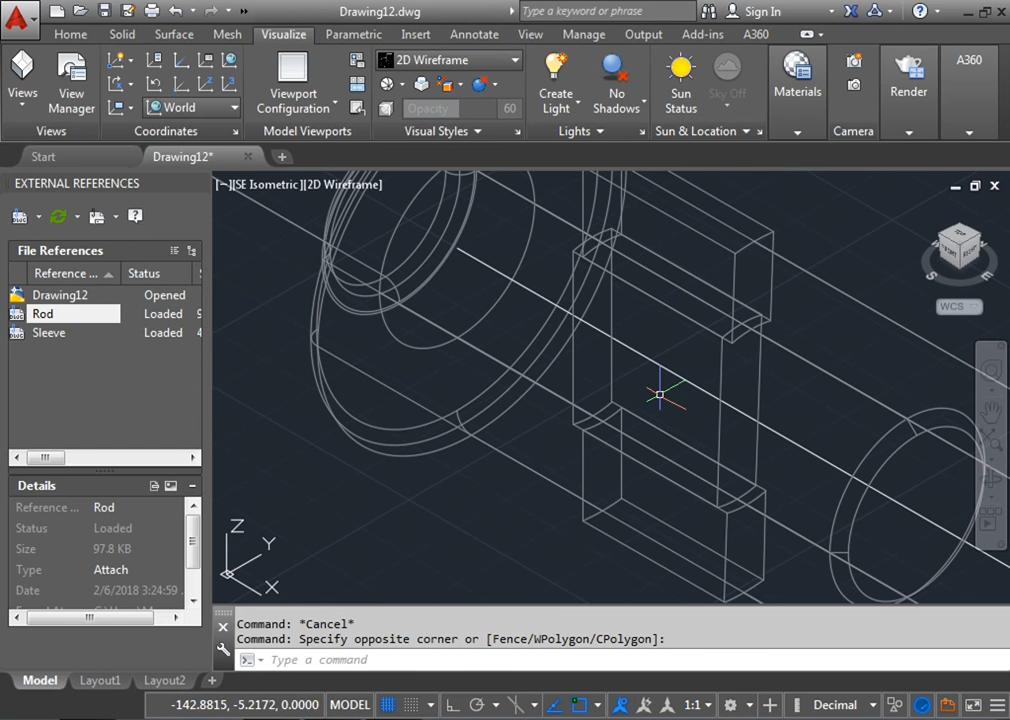 Drawing12.dwg
Type a keyword or phrase
Sign In
Home
Solid
Surface
Mesh
Visualize
Parametric
Insert
Annotate
View
Manage
Output
Add-ins
A360
Views
View
Manager
Views
World
Coordinates
Viewport
Configuration
Model Viewports
2D Wireframe
Opacity
60
Visual Styles
Create
Light
No
Shadows
Lights
Sun
Status
Sky Off
Sun & Location
Materials
Camera
Render
A360
Start
Drawing12*
EXTERNAL REFERENCES
[−][SE Isometric][2D Wireframe]
File References
Reference ...
Status
Drawing12
Opened
Rod
Loaded
9
Sleeve
Loaded
4
TOP
S
E
WCS
Details
Reference ...
Rod
Status
Loaded
Size
97.8 KB
Type
Attach
Date
2/6/2018 3:24:59
Z
Y
X
Command: *Cancel*
Command: Specify opposite corner or [Fence/WPolygon/CPolygon]:
Type a command
Model
Layout1
Layout2
+
-142.8815, -5.2172, 0.0000
MODEL
1:1
Decimal